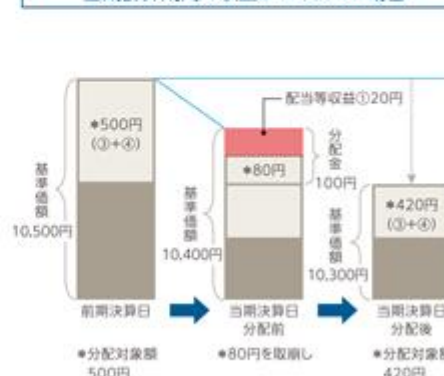 *500円
(③+④)
基準価額
10,500円
前期決算日
*分配対象額
500円
配当等収益①20円
*80円
分配金
100円
基準価額
10,400円
当期決算日
分配前
*80円を取崩し
*420円
(③+④)
基準価額
10,300円
当期決算日
分配後
*分配対象額
420円